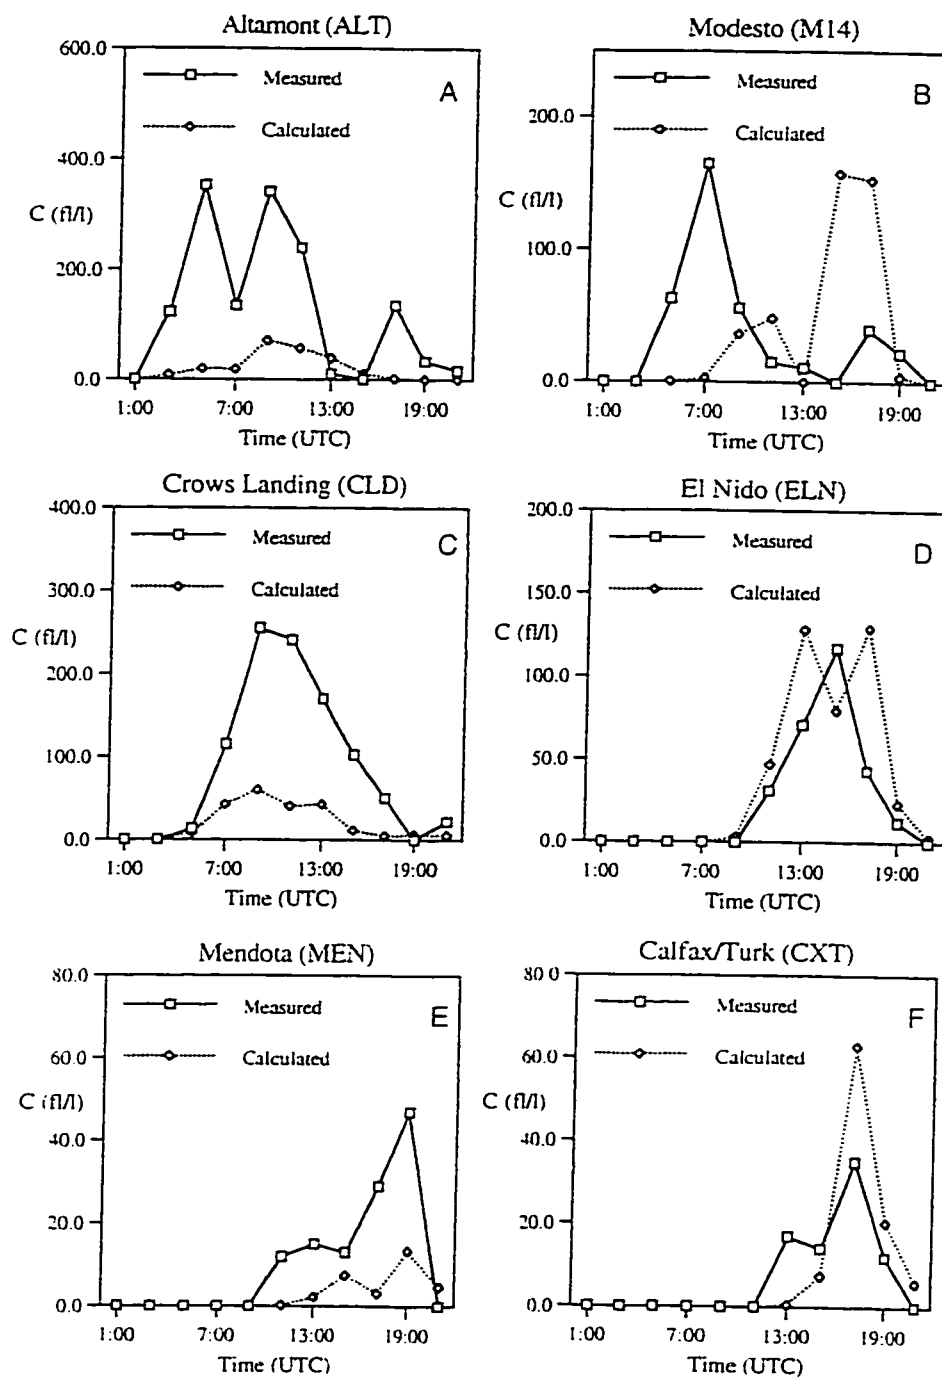 Altamont (ALT)
600.0
Measured
A
Calculated
400.0
C (fl/l)
200.0
0.0
1:00 7:00 13:00 19:00
Time (UTC)
Modesto (M14)
Measured
B
200.0
Calculated
C (fl/l)
100.0
0.0
1:00 7:00 13:00 19:00
Time (UTC)
Crows Landing (CLD)
400.0
Measured
C
300.0
Calculated
C (fl/l)
200.0
100.0
0.0
1:00 7:00 13:00 19:00
Time (UTC)
El Nido (ELN)
200.0
Measured
D
150.0
Calculated
C (fl/l)
100.0
50.0
0.0
1:00 7:00 13:00 19:00
Time (UTC)
Mendota (MEN)
80.0
Measured
E
60.0
Calculated
C (fl/l)
40.0
20.0
0.0
1:00 7:00 13:00 19:00
Time (UTC)
Calfax/Turk (CXT)
80.0
Measured
F
60.0
Calculated
C (fl/l)
40.0
20.0
0.0
1:00 7:00 13:00 19:00
Time (UTC)